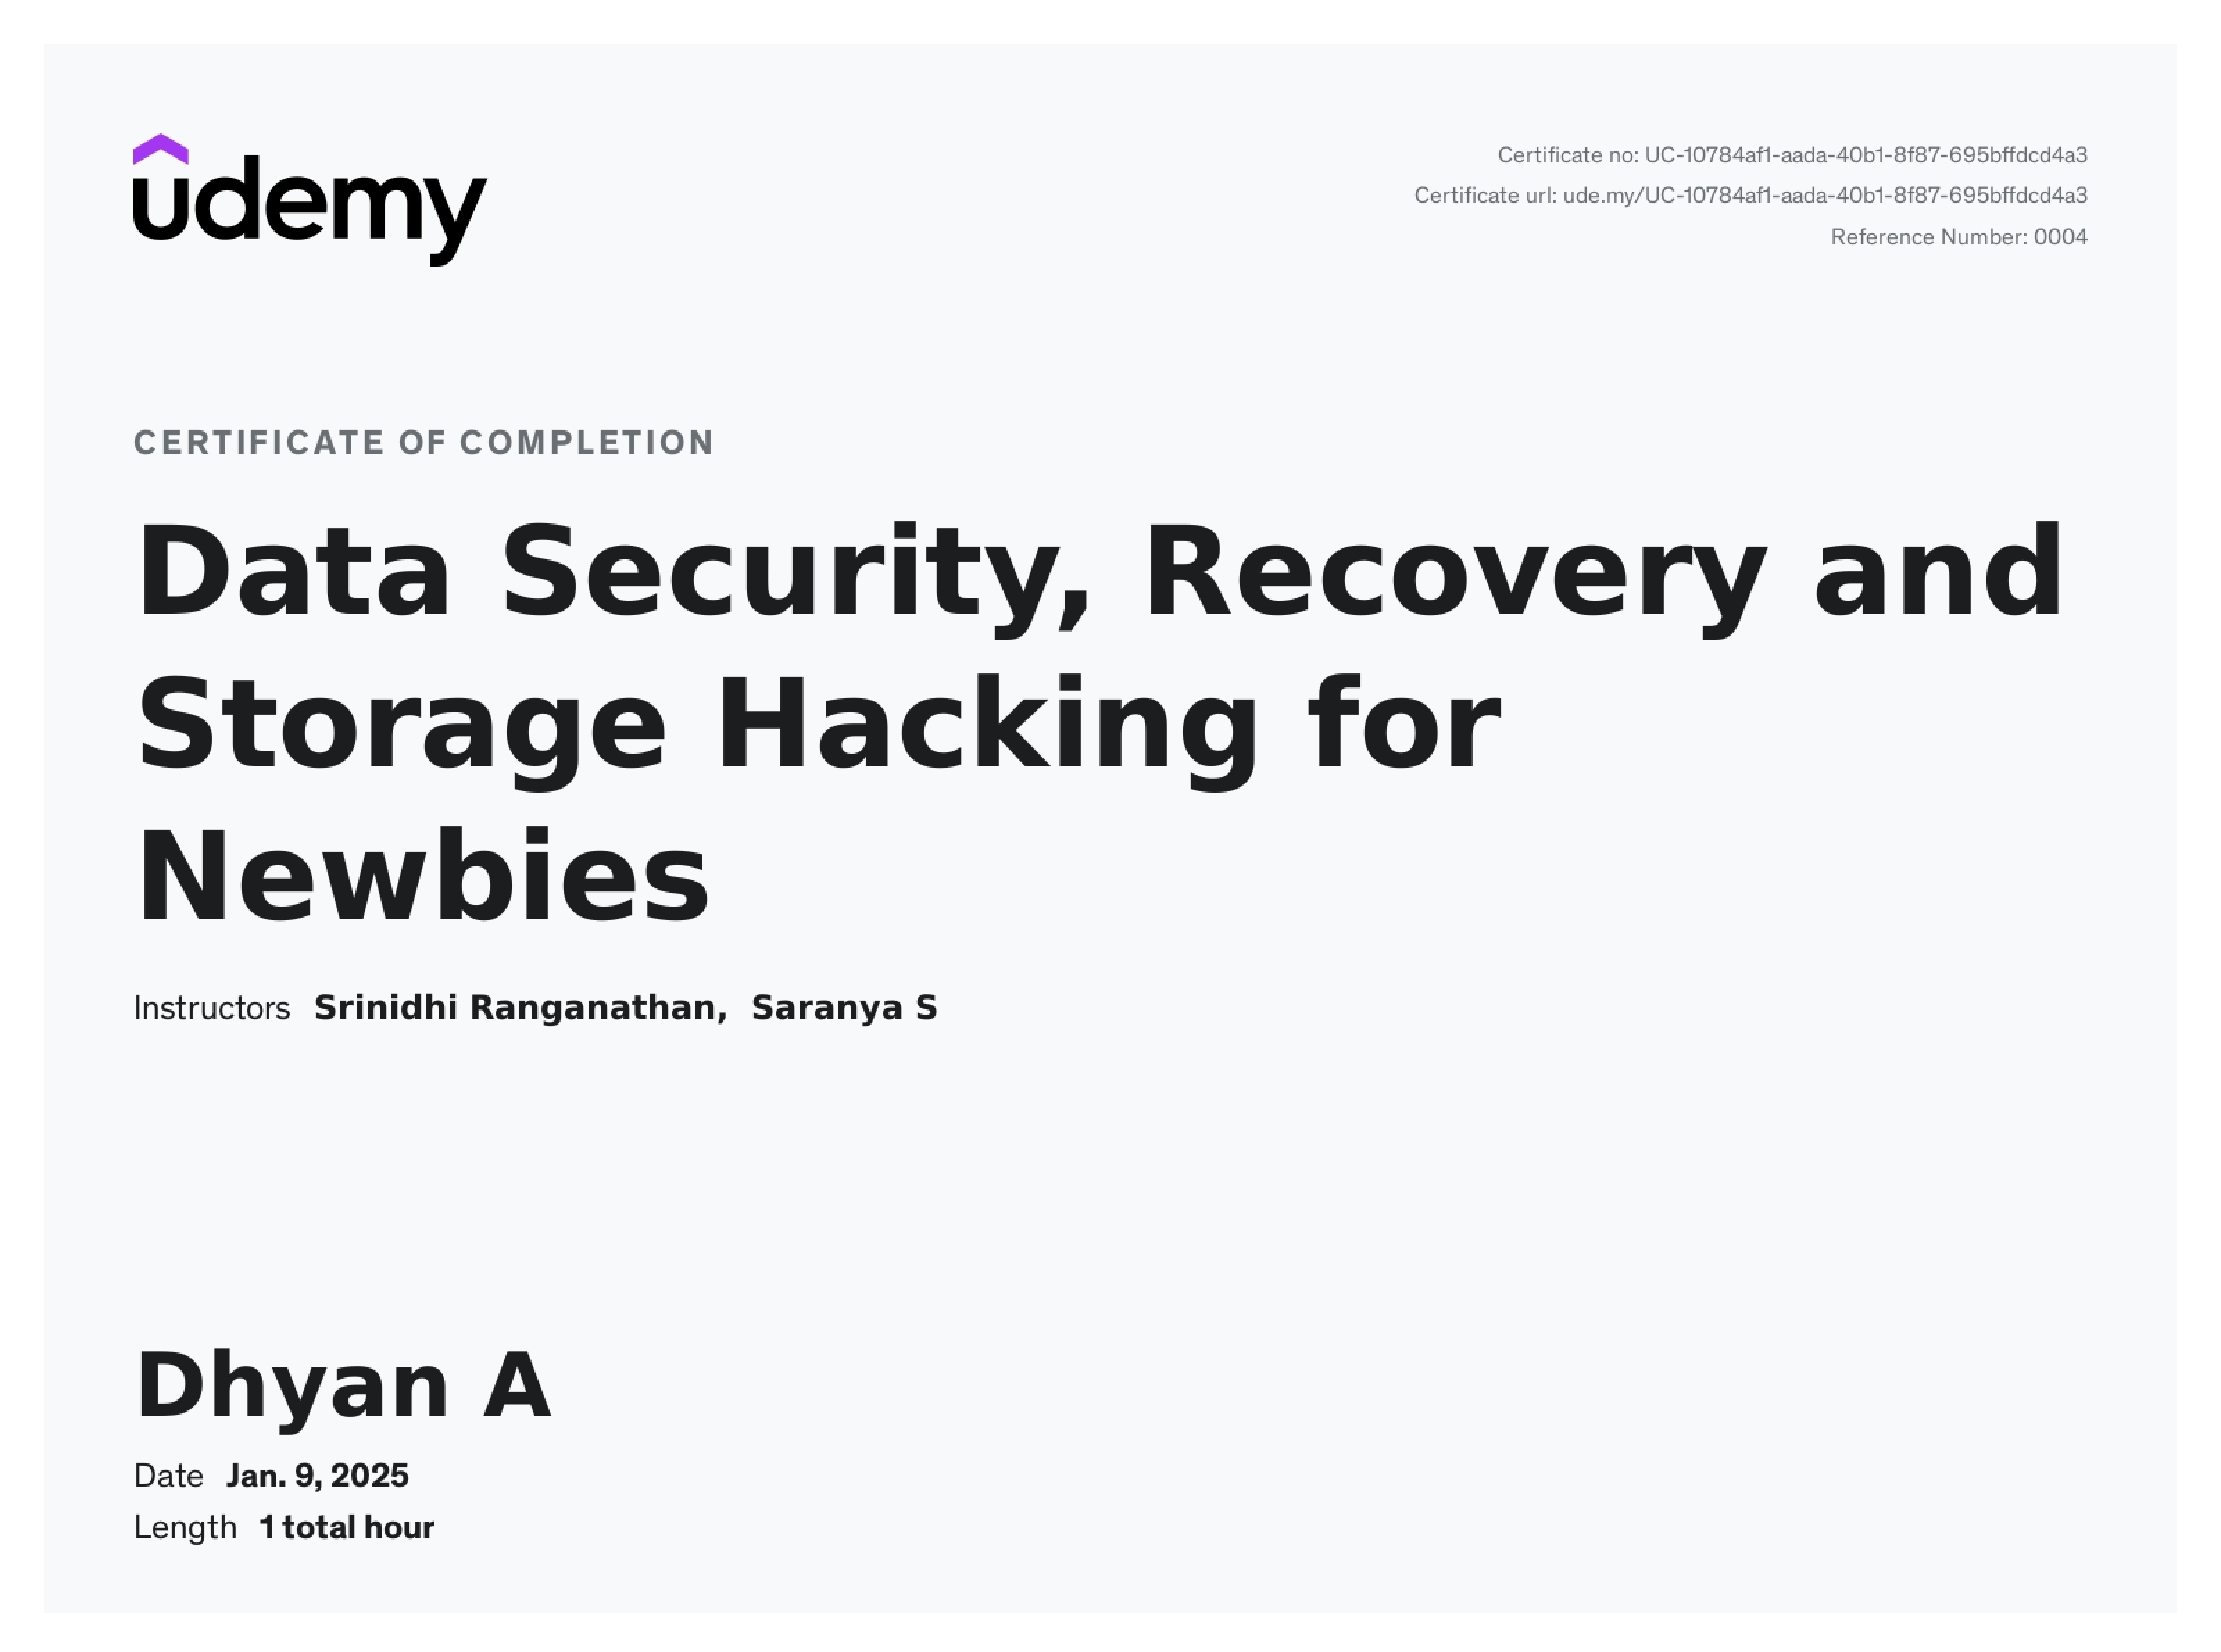 udemy
Certificate no: UC-10784af1-aada-40b1-8f87-695bffdcd4a3
Certificate url: ude.my/UC-10784af1-aada-40b1-8f87-695bffdcd4a3
Reference Number: 0004
CERTIFICATE OF COMPLETION
Data Security, Recovery and
Storage Hacking for
Newbies
Instructors Srinidhi Ranganathan, Saranya S
Dhyan A
Date Jan. 9, 2025
Length 1 total hour